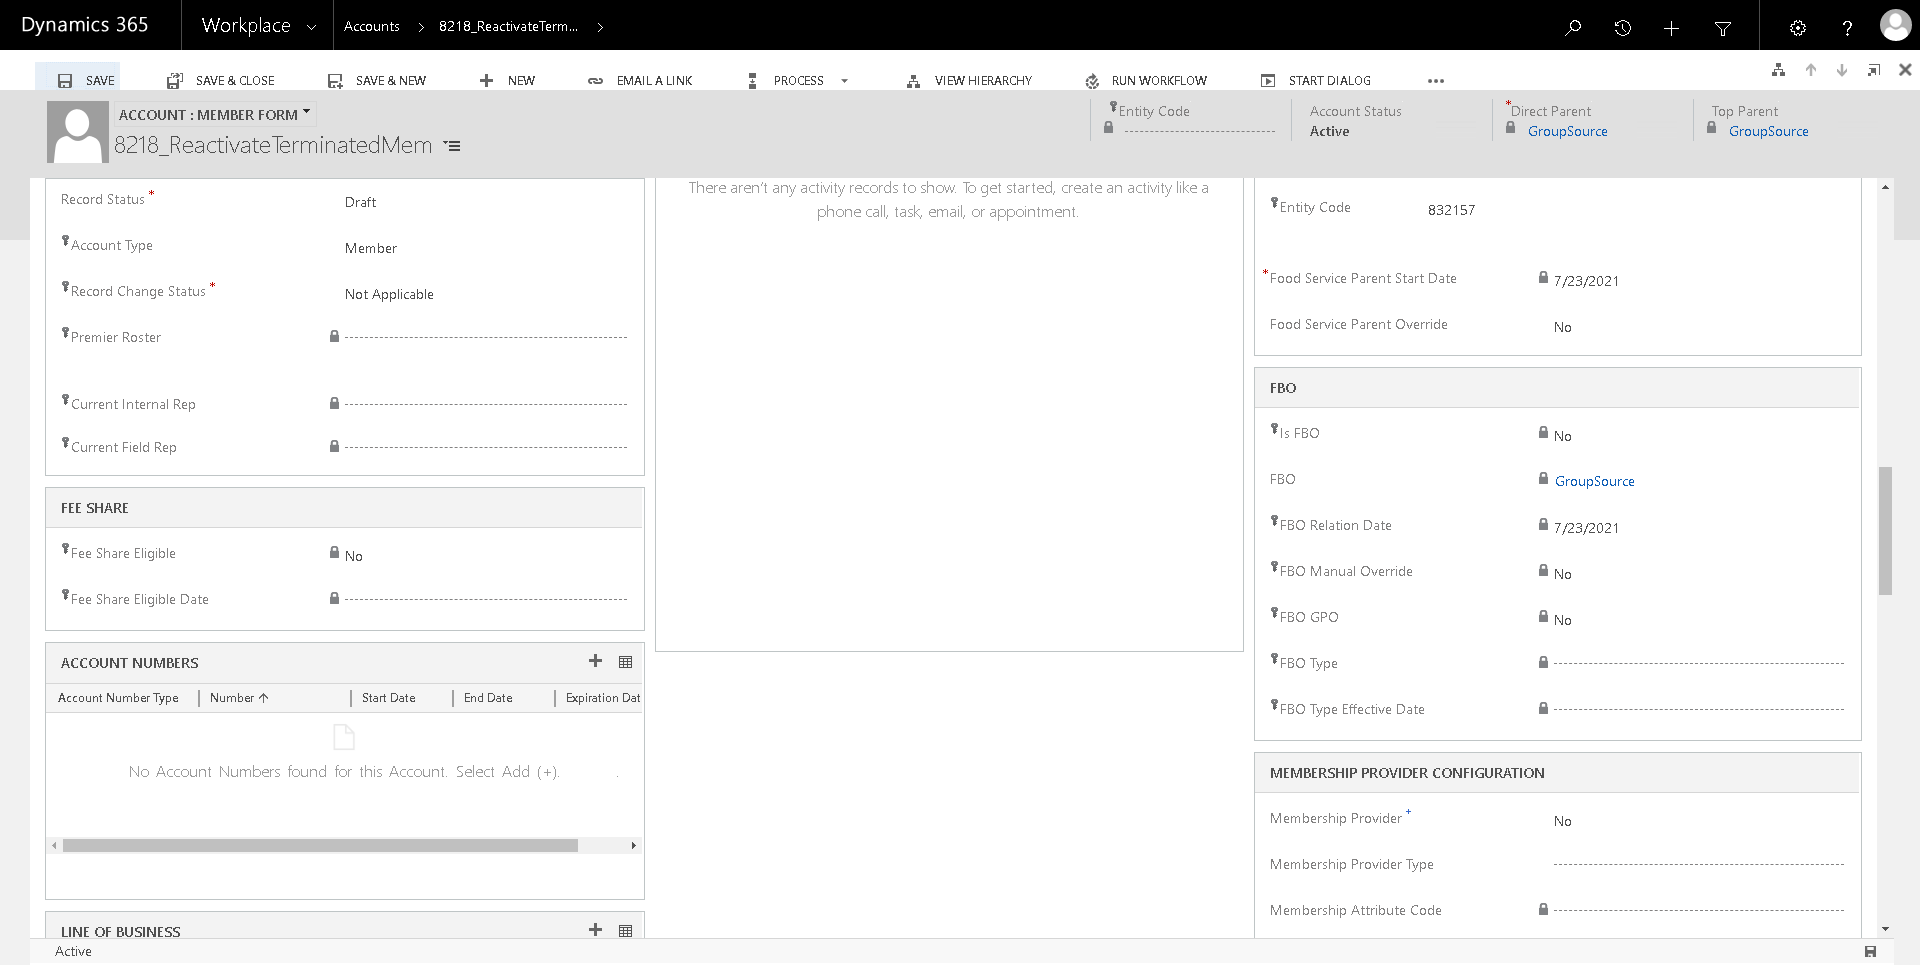 Dynamics 365
Workplace
Accounts
8218_ReactivateTerm...
SAVE
SAVE & CLOSE
SAVE & NEW
NEW
EMAIL A LINK
PROCESS
VIEW HIERARCHY
RUN WORKFLOW
START DIALOG
ACCOUNT : MEMBER FORM
8218_ReactivateTerminatedMem
Entity Code
Account Status
Active
*Direct Parent
GroupSource
Top Parent
GroupSource
Record Status *
Draft
Account Type
Member
Record Change Status *
Not Applicable
Premier Roster
Current Internal Rep
Current Field Rep
FEE SHARE
Fee Share Eligible
No
Fee Share Eligible Date
ACCOUNT NUMBERS
Account Number Type
Number
Start Date
End Date
Expiration Dat
No Account Numbers found for this Account. Select Add (+).
.
LINE OF BUSINESS
There aren't any activity records to show. To get started, create an activity like a
phone call, task, email, or appointment.
Entity Code
832157
*Food Service Parent Start Date
7/23/2021
Food Service Parent Override
No
FBO
Is FBO
No
FBO
GroupSource
FBO Relation Date
7/23/2021
FBO Manual Override
No
FBO GPO
No
FBO Type
FBO Type Effective Date
MEMBERSHIP PROVIDER CONFIGURATION
Membership Provider +
No
Membership Provider Type
Membership Attribute Code
Active